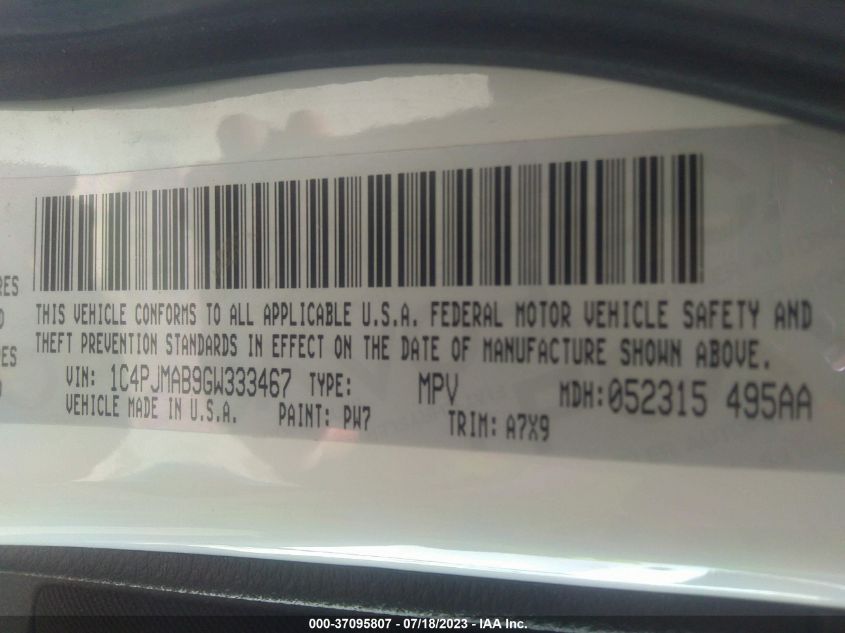 RES
THIS VEHICLE CONFORMS TO ALL APPLICABLE U.S.A. FEDERAL MOTOR VEHICLE SAFETY AND
THEFT PREVENTION STANDARDS IN EFFECT ON THE DATE OF MANUFACTURE SHOWN ABOVE.
VIN: 1C4PJMAB9GW333467 TYPE: MPV MDH:052315 495AA
VEHICLE MADE IN U.S.A. PAINT: PW7 TRIM: A7X9
000-37095807 - 07/18/2023 - IAA Inc.